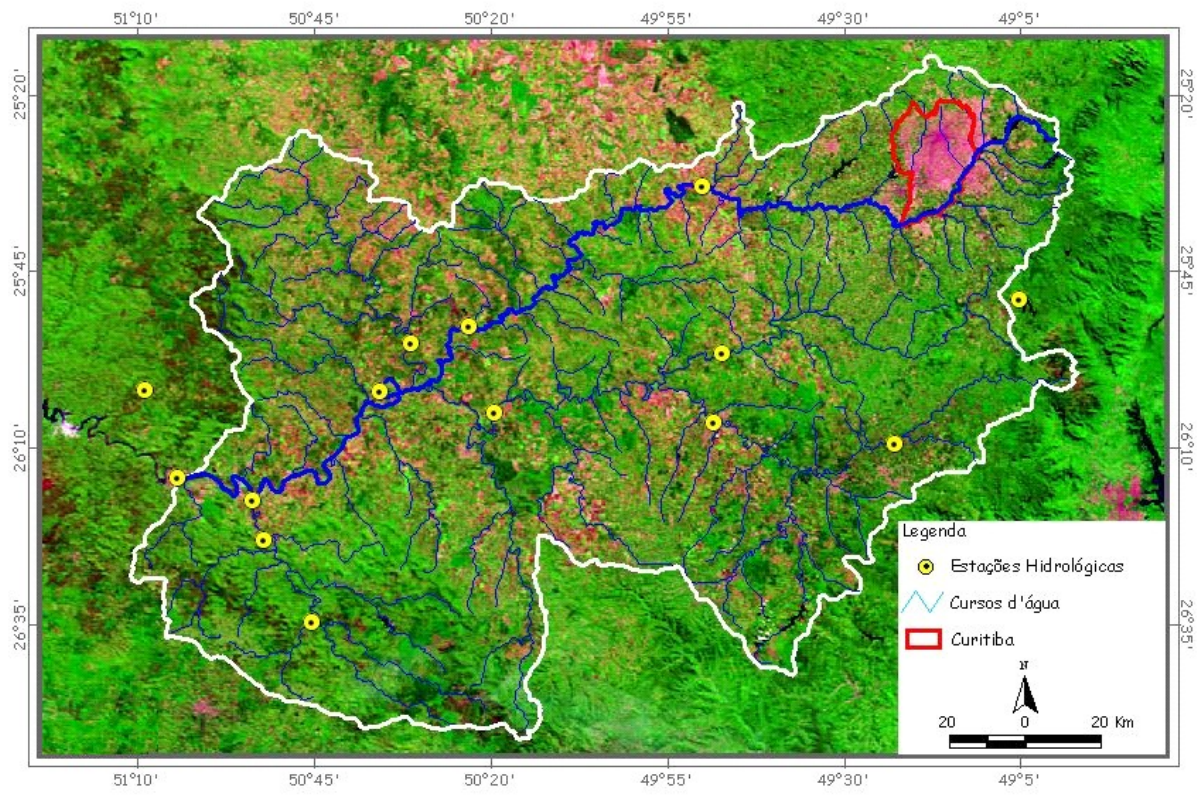 51°10' 50°45' 50°20' 49°55' 49°30' 49°5'
25°20' 25°20'
25°45' 25°45'
26°10' 26°10'
26°35' 26°35'
Legenda
Estações Hidrológicas
Cursos d'água
Curitiba
N
20 0 20 Km
51°10' 50°45' 50°20' 49°55' 49°30' 49°5'